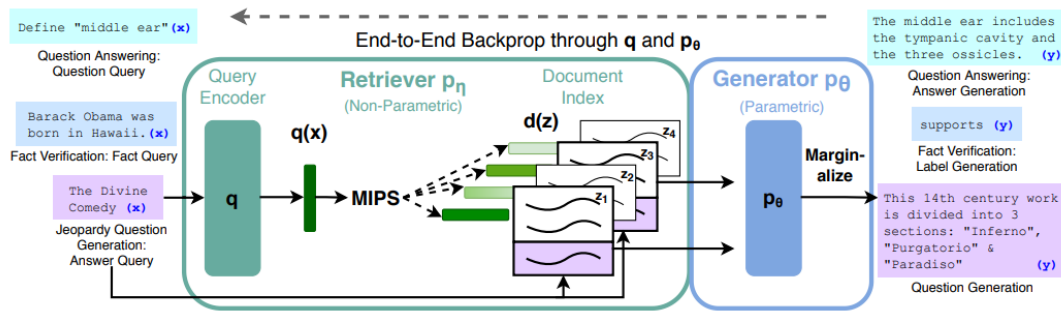 Define "middle ear"(x)
Question Answering:
Question Query
Barack Obama was
born in Hawaii.(x)
Fact Verification: Fact Query
The Divine
Comedy (x)
Jeopardy Question
Generation:
Answer Query
End-to-End Backprop through q and pθ
Query
Encoder
Retriever pη
(Non-Parametric)
Document
Index
q(x)
d(z)
q
MIPS
z4
z3
z2
z1
Generator pθ
(Parametric)
pθ
Margin-
alize
The middle ear includes
the tympanic cavity and
the three ossicles. (y)
Question Answering:
Answer Generation
supports (y)
Fact Verification:
Label Generation
This 14th century work
is divided into 3
sections: "Inferno",
"Purgatorio" &
"Paradiso" (y)
Question Generation